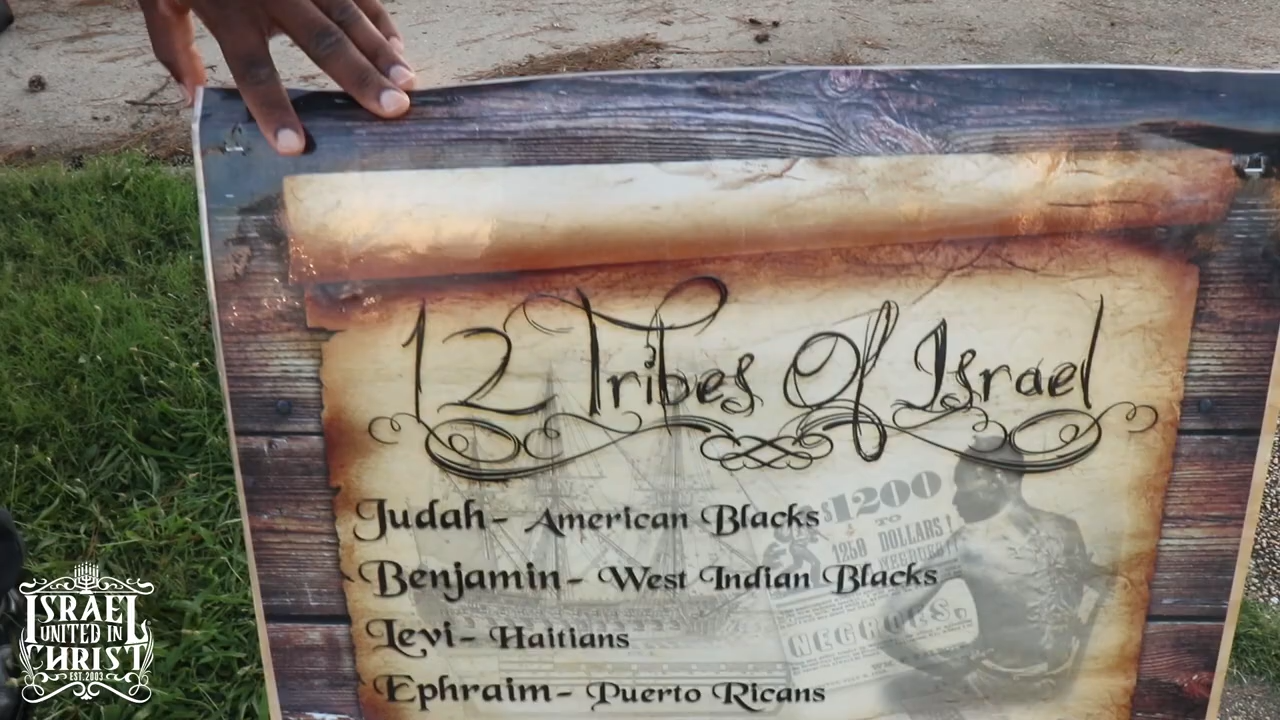 12 Tribes Of Israel
Judah- American Blacks
$1200
TO
1250 DOLLARS!
Benjamin- West Indian Blacks
NEGROES.
Levi- Haitians
Ephraim- Puerto Ricans
ISRAEL
UNITED IN
CHRIST
EST. 2003